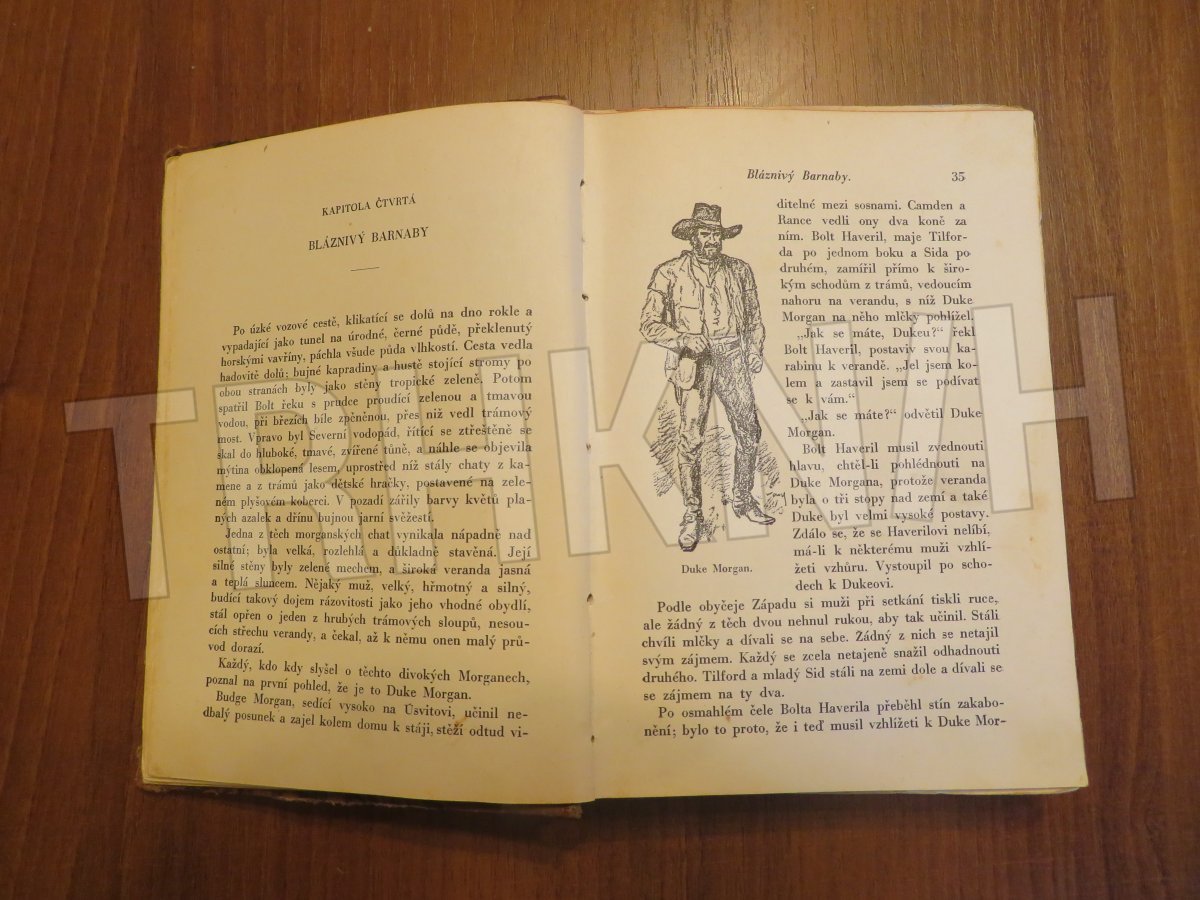 KAPITOLA ČTVRTÁ
BLÁZNIVÝ BARNABY
Po úzké vozové cestě, klikatící se dolů na dno rokle a
vypadající jako tunel na úrodné, černé půdě, překlenutý
horskými vavříny, páchla všude půda vlhkostí. Cesta vedla
hadovitě dolů; bujné kapradiny a hustě stojící stromy po
obou stranách byly jako stěny tropické zeleně. Potom
spatřil Bolt řeku s prudce proudící zelenou a tmavou
vodou, při březích bíle zpěněnou, přes niž vedl trámový
most. Vpravo byl Severní vodopád, řítící se ztřeštěně se
skal do hluboké, tmavé, zvířené tůně, a náhle se objevila
mýtina obklopená lesem, uprostřed níž stály chaty z ka-
mene a z trámů jako dětské hračky, postavené na zele-
ném plyšovém koberci. V pozadí zářily barvy květů pla-
ných azalek a dřínu bujnou jarní svěžestí.
Jedna z těch morganských chat vynikala nápadně nad
ostatní; byla velká, rozlehlá a důkladně stavěná. Její
silné stěny byly zelené mechem, a široká veranda jasná
a teplá sluncem. Nějaký muž, velký, hřmotný a silný,
budící takový dojem rázovitosti jako jeho vhodné obydlí,
stál opřen o jeden z hrubých trámových sloupů, nesou-
cích střechu verandy, a čekal, až k němu onen malý prů-
vod dorazí.
Každý, kdo kdy slyšel o těchto divokých Morganech,
poznal na první pohled, že je to Duke Morgan.
Budge Morgan, sedící vysoko na Úsvitovi, učinil ne-
dbalý posunek a zajel kolem domu k stáji, stěží odtud vi-
Bláznivý Barnaby. 35
ditelné mezi sosnami. Camden a
Rance vedli ony dva koně za
ním. Bolt Haveril, maje Tilfor-
da po jednom boku a Sida po
druhém, zamířil přímo k širo-
kým schodům z trámů, vedoucím
nahoru na verandu, s níž Duke
Morgan na něho mlčky pohlížel.
„Jak se máte, Dukeu?“ řekl
Bolt Haveril, postaviv svou ka-
rabinu k verandě. „Jel jsem ko-
lem a zastavil jsem se podívat
se k vám.“
„Jak se máte?“ odvětil Duke
Morgan.
Bolt Haveril musil zvednouti
hlavu, chtěl-li pohlédnouti na
Duke Morgana, protože veranda
byla o tři stopy nad zemí a také
Duke byl velmi vysoké postavy.
Zdálo se, že se Haverilovi nelíbí,
má-li k některému muži vzhlí-
žeti vzhůru. Vystoupil po scho-
dech k Dukeovi.
Duke Morgan.
Podle obyčeje Západu si muži při setkání tiskli ruce,
ale žádný z těch dvou nehnul rukou, aby tak učinil. Stáli
chvíli mlčky a dívali se na sebe. Žádný z nich se netajil
svým zájmem. Každý se zcela netajeně snažil odhadnouti
druhého. Tilford a mladý Sid stáli na zemi dole a dívali se
se zájmem na ty dva.
Po osmahlém čele Bolta Haverila přeběhl stín zakabo-
nění; bylo to proto, že i teď musil vzhlížeti k Duke Mor-
TRHKNIH